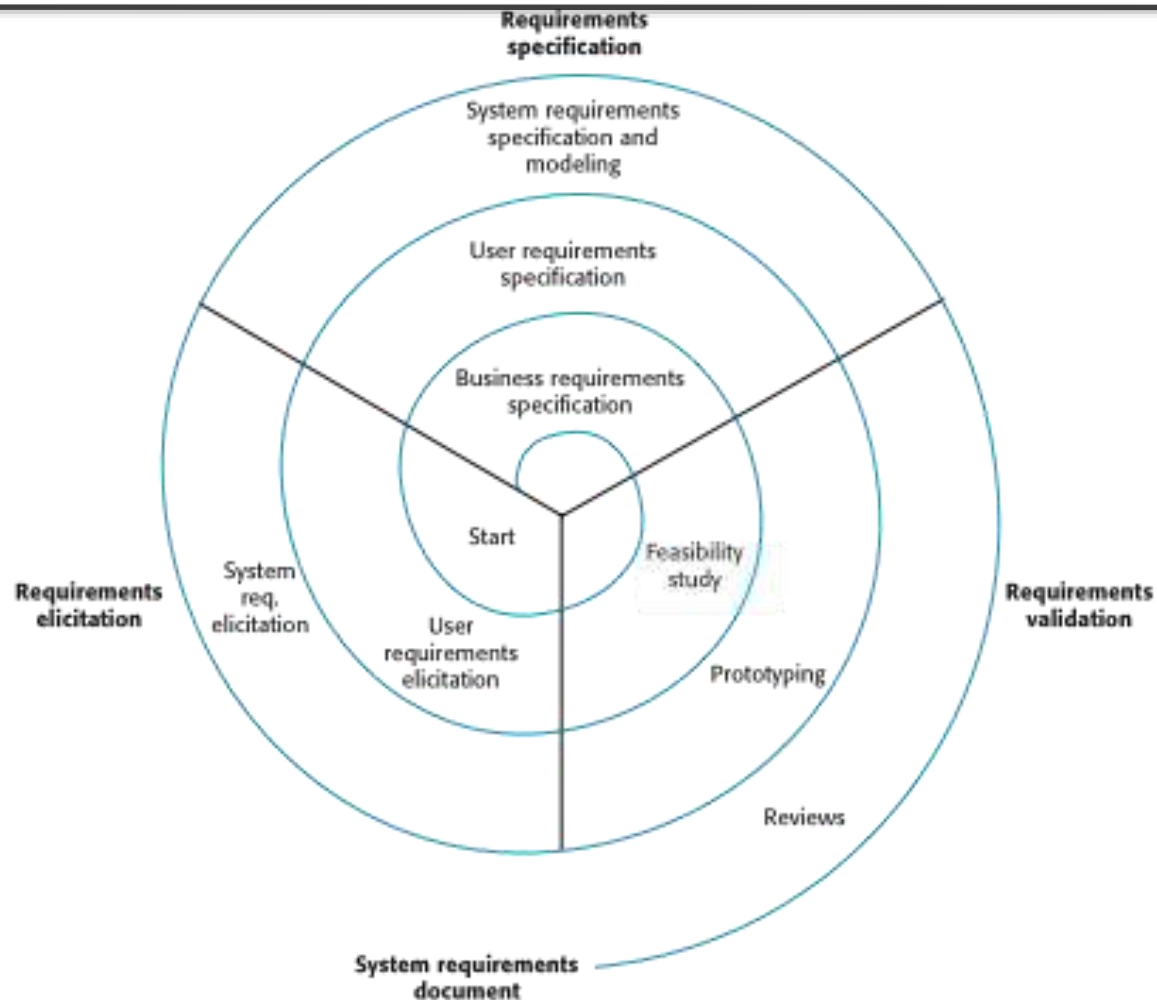 Requirements
specification
System requirements
specification and
modeling
User requirements
specification
Business requirements
specification
Start
Feasibility
study
System
req.
elicitation
Requirements
elicitation
Requirements
validation
User
requirements
elicitation
Prototyping
Reviews
System requirements
document